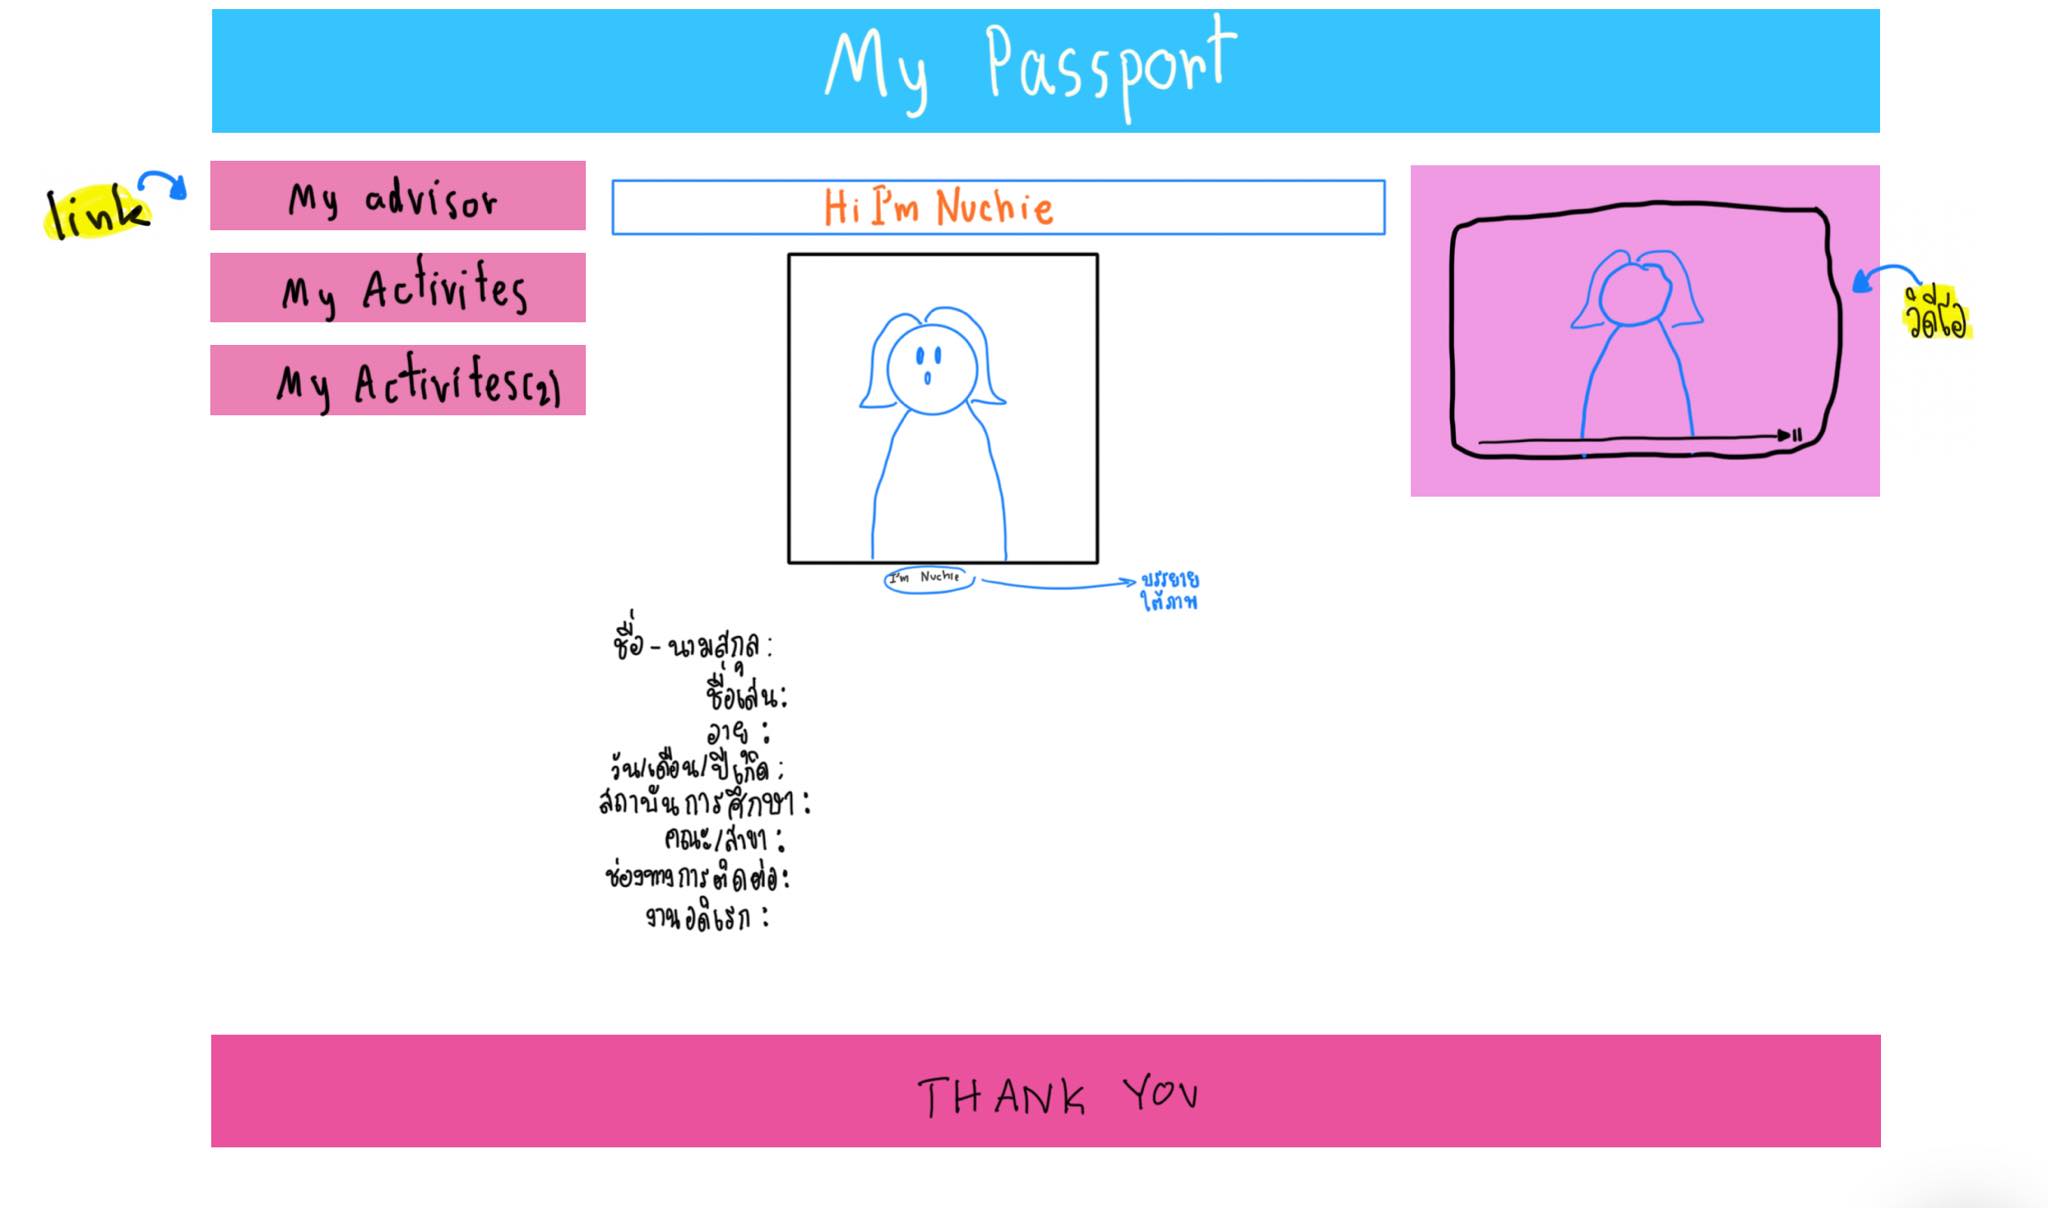 My Passport
link
My advisor
My Activites
My Activites(2)
Hi I'm Nuchie
I'm Nuchie
บรรยาย
ใต้ภาพ
ชื่อ - นามสกุล :
ชื่อเล่น :
อายุ :
วัน/เดือน/ปีเกิด :
สถาบันการศึกษา :
คณะ/สาขา :
ช่องทางการติดต่อ :
งานอดิเรก :
วิดีโอ
THANK YOU